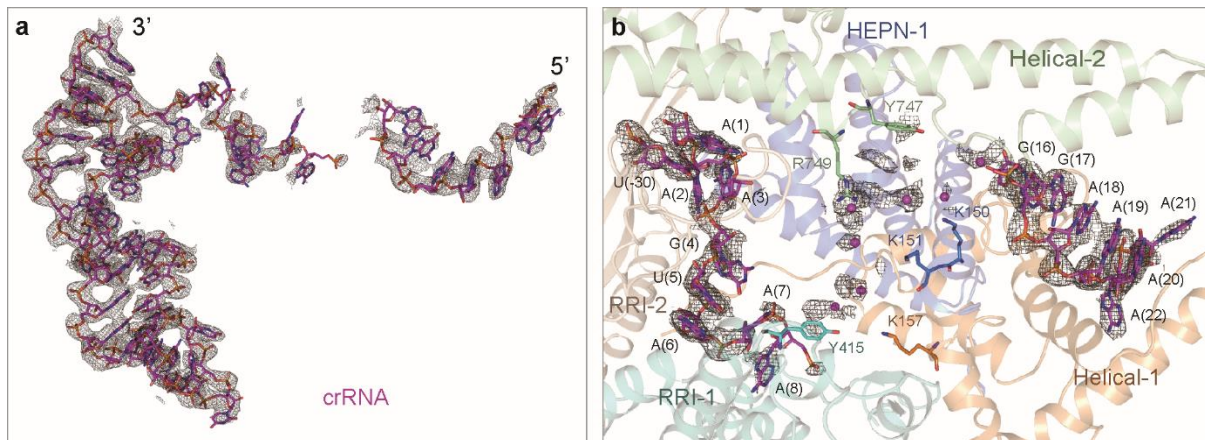 a
3’
5’
crRNA
b
HEPN-1
Helical-2
Y747
A(1)
R749
G(16)
G(17)
U(-30)
A(2)
A(3)
A(18)
A(19)
A(21)
K150
G(4)
K151
U(5)
A(20)
A(7)
A(22)
RRI-2
K157
A(6)
Y415
Helical-1
RRI-1
A(8)